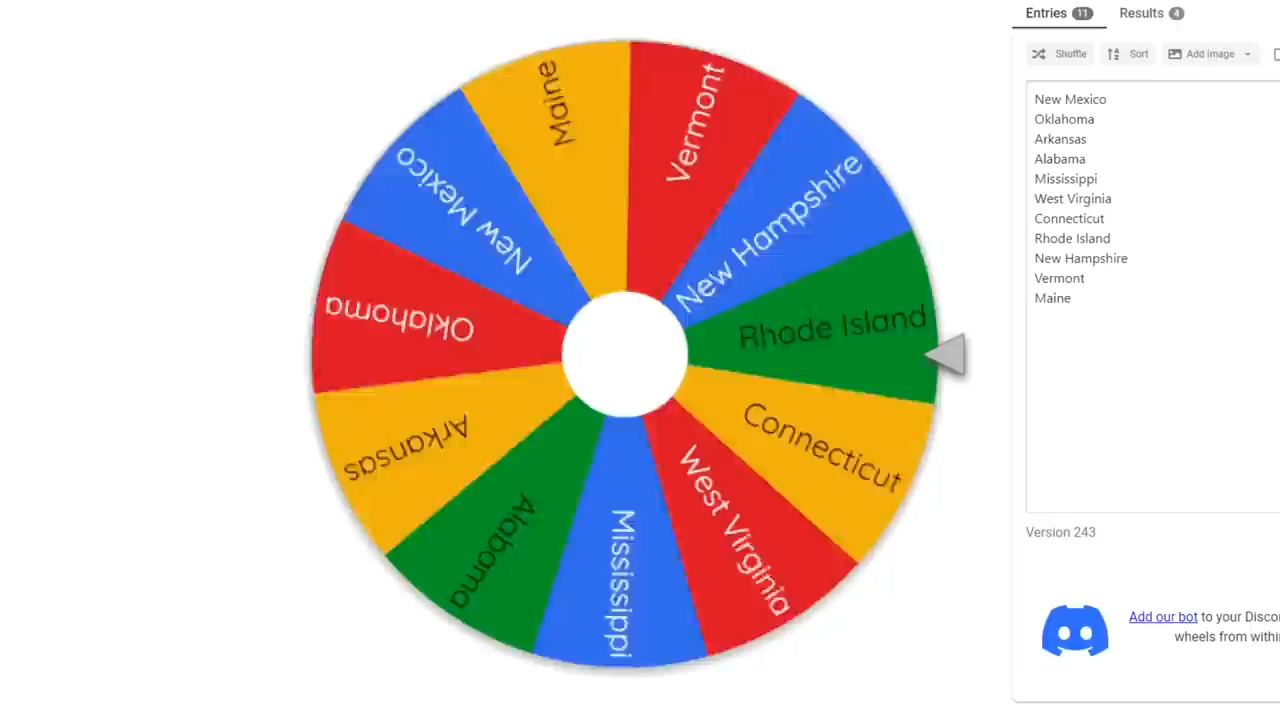 Entries 11 Results 4
Shuffle Sort Add image
New Mexico
Oklahoma
Arkansas
Alabama
Mississippi
West Virginia
Connecticut
Rhode Island
New Hampshire
Vermont
Maine
Version 243
Add our bot to your
wheels from
Maine
Vermont
New Hampshire
Rhode Island
Connecticut
West Virginia
Mississippi
Alabama
Arkansas
Oklahoma
New Mexico